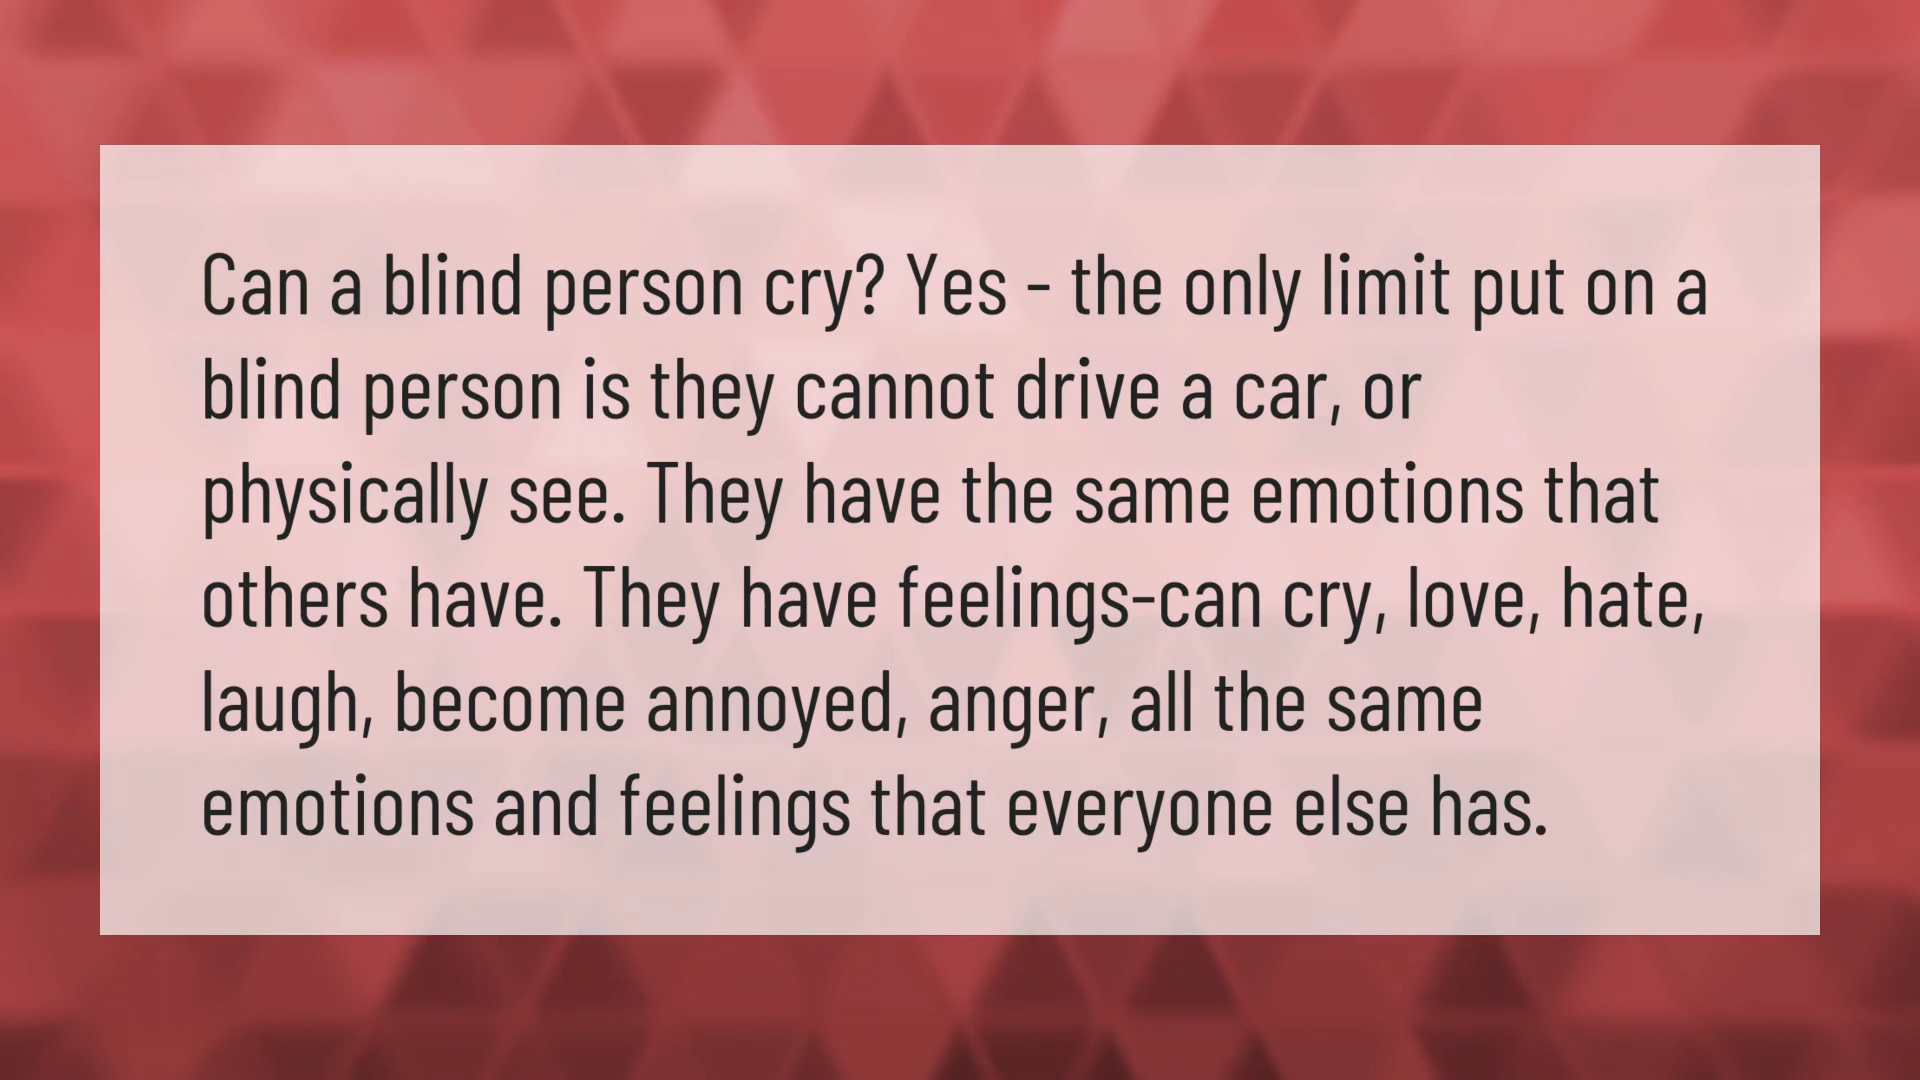 Can a blind person cry? Yes - the only limit put on a
blind person is they cannot drive a car, or
physically see. They have the same emotions that
others have. They have feelings-can cry, love, hate,
laugh, become annoyed, anger, all the same
emotions and feelings that everyone else has.